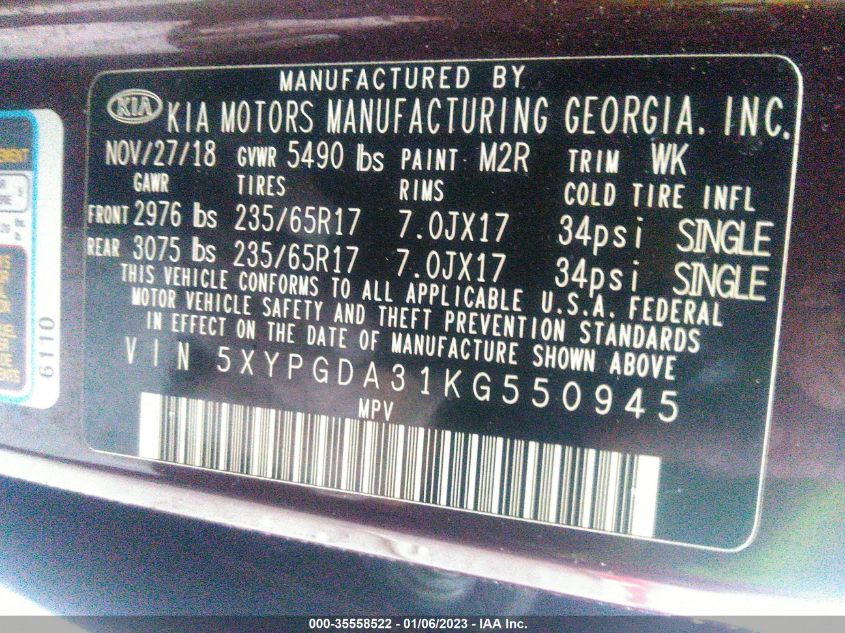 MANUFACTURED BY
KIA KIA MOTORS MANUFACTURING GEORGIA, INC.
NOV/27/18 GVWR 5490 lbs PAINT M2R TRIM WK
GAWR TIRES RIMS COLD TIRE INFL
FRONT 2976 lbs 235/65R17 7.0JX17 34psi SINGLE
REAR 3075 lbs 235/65R17 7.0JX17 34psi SINGLE
THIS VEHICLE CONFORMS TO ALL APPLICABLE U.S.A. FEDERAL
MOTOR VEHICLE SAFETY AND THEFT PREVENTION STANDARDS
IN EFFECT ON THE DATE OF MANUFACTURE SHOWN ABOVE
VIN 5XYPGDA31KG550945
MPV
6110
000-35558522 - 01/06/2023 - IAA Inc.